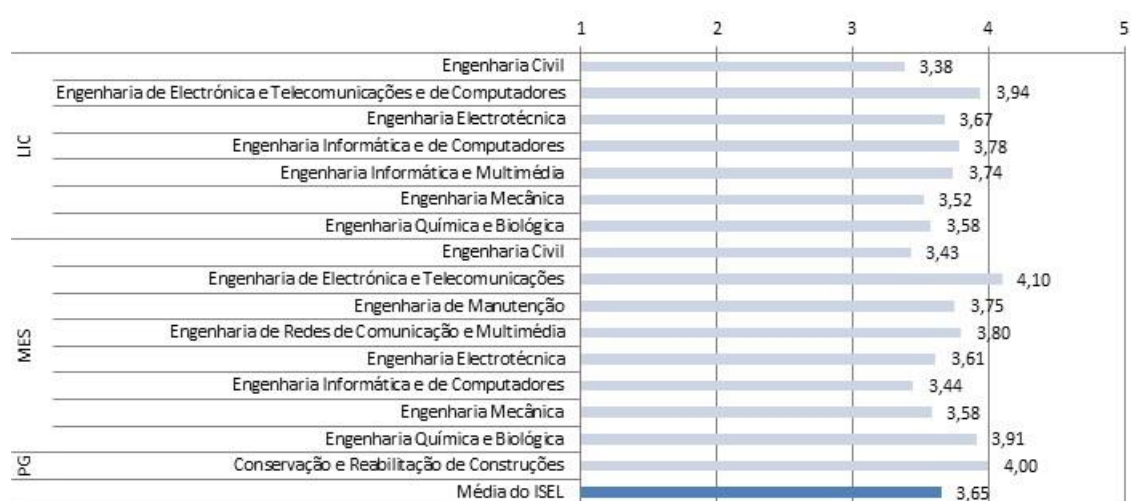 1 2 3 4 5
LIC
Engenharia Civil 3,38
Engenharia de Electrónica e Telecomunicações e de Computadores 3,94
Engenharia Electrotécnica 3,67
Engenharia Informática e de Computadores 3,78
Engenharia Informática e Multimédia 3,74
Engenharia Mecânica 3,52
Engenharia Química e Biológica 3,58
MES
Engenharia Civil 3,43
Engenharia de Electrónica e Telecomunicações 4,10
Engenharia de Manutenção 3,75
Engenharia de Redes de Comunicação e Multimédia 3,80
Engenharia Electrotécnica 3,61
Engenharia Informática e de Computadores 3,44
Engenharia Mecânica 3,58
Engenharia Química e Biológica 3,91
PG
Conservação e Reabilitação de Construções 4,00
Média do ISEL 3,65